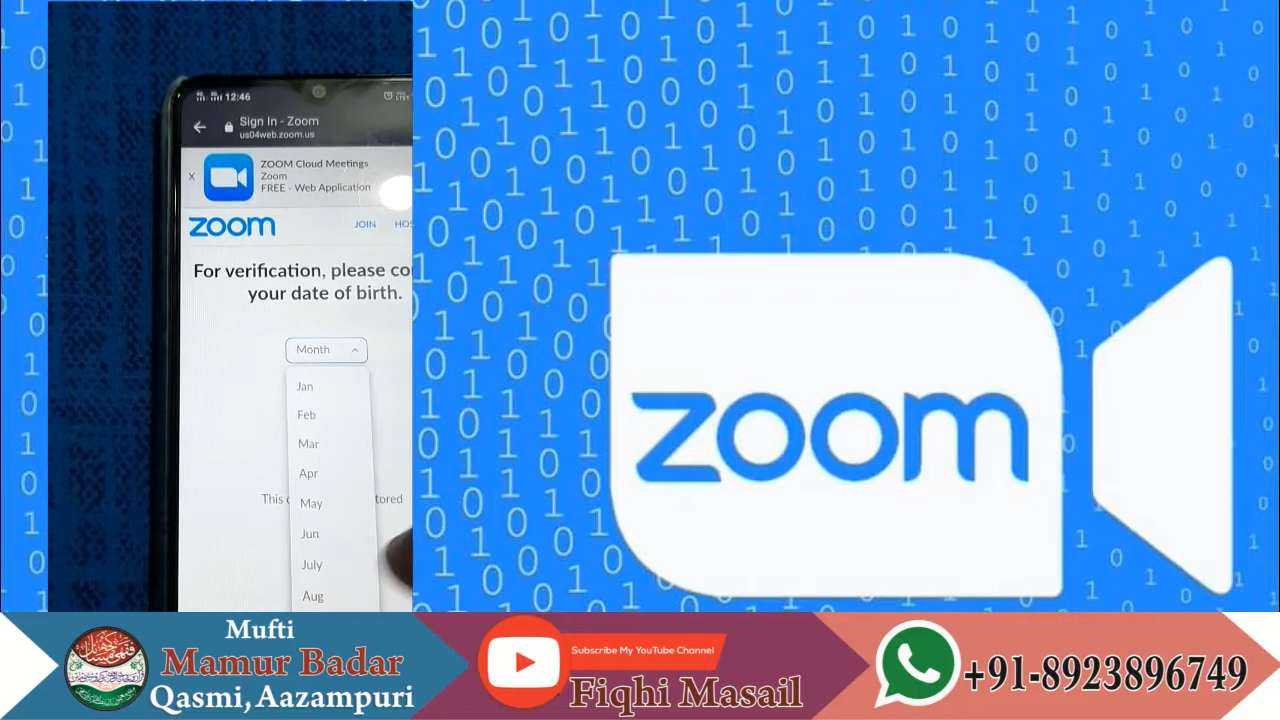 12:46
Sign In - Zoom
us04web.zoom.us
ZOOM Cloud Meetings
Zoom
FREE - Web Application
zoom
JOIN
For verification, please co
your date of birth.
Month
Jan
Feb
Mar
Apr
May
This
tored
Jun
July
Aug
zoom
Mufti
Mamur Badar
Qasmi, Aazampuri
Subscribe My YouTube Channel
Fiqhi Masail
+91-8923896749